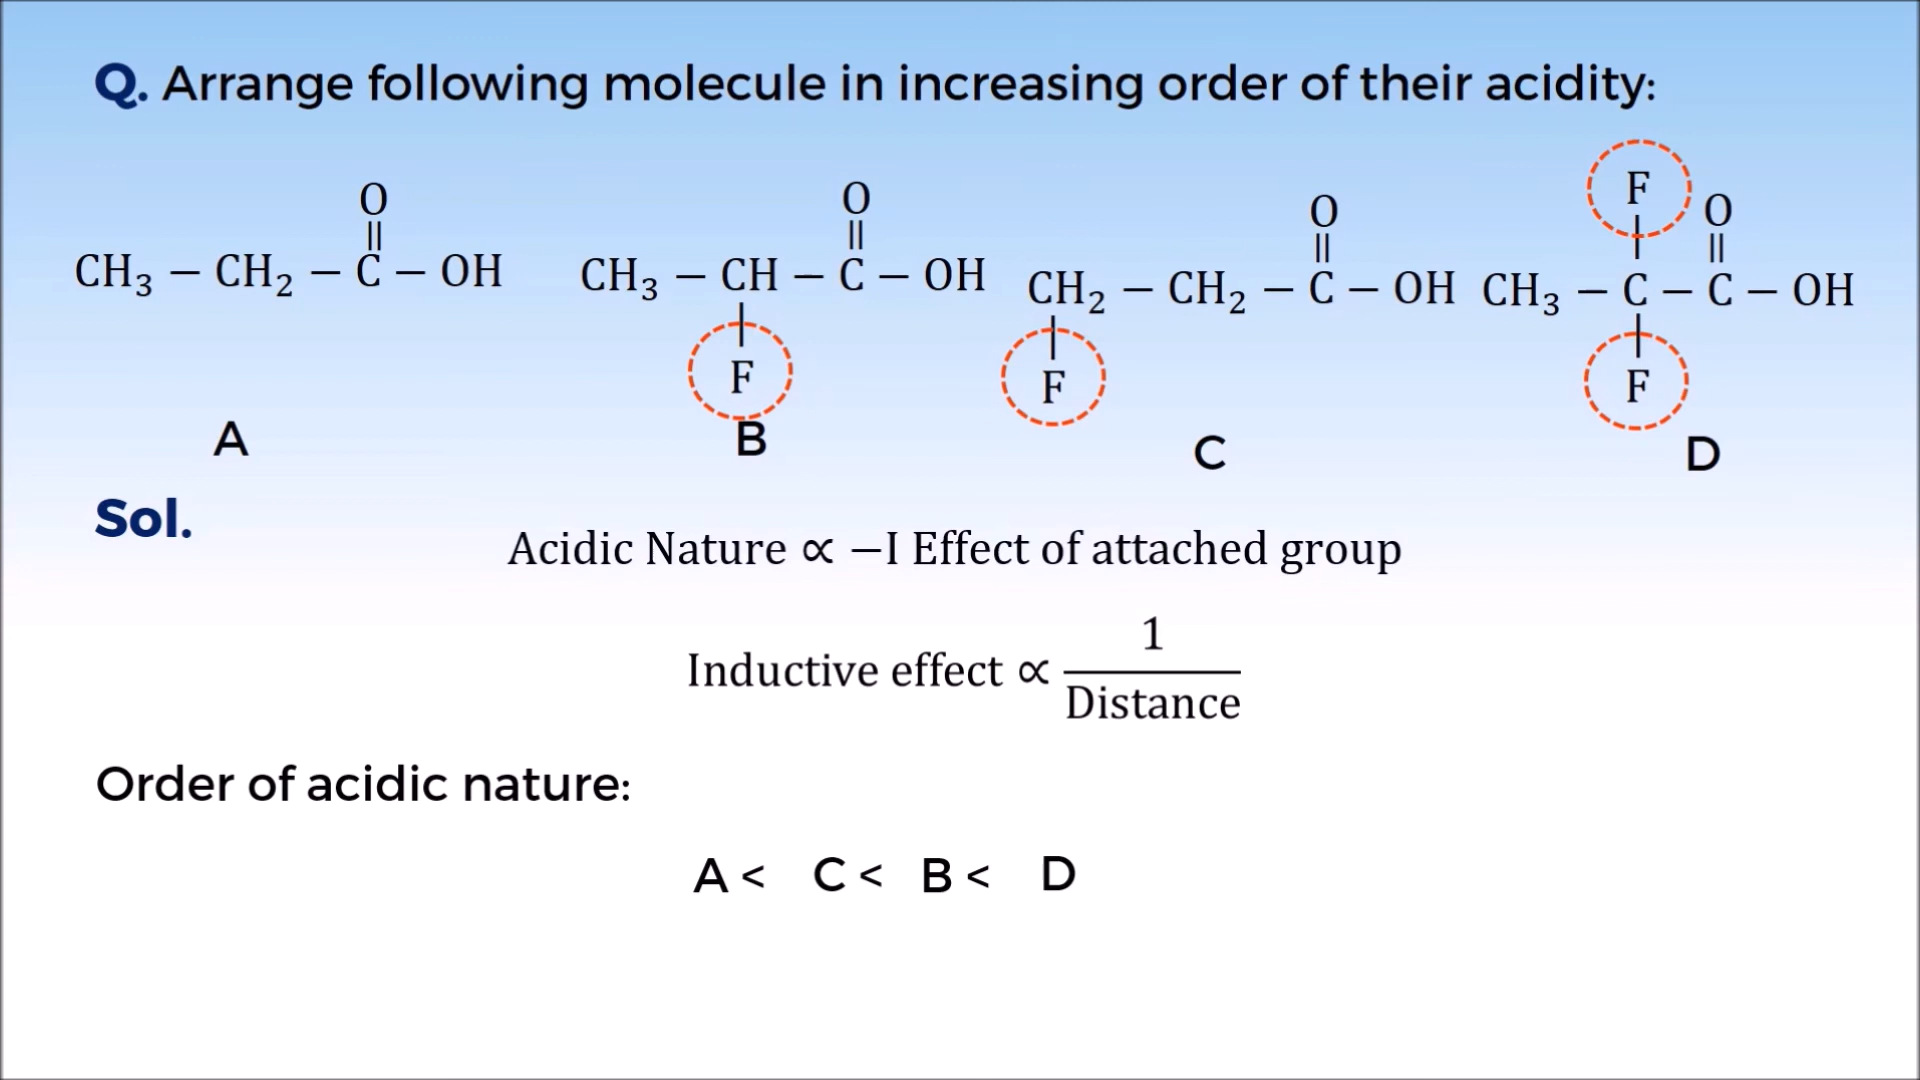 Q. Arrange following molecule in increasing order of their acidity:
O
||
CH₃ – CH₂ – C – OH
A
O
||
CH₃ – CH – C – OH
|
F
B
O
||
CH₂ – CH₂ – C – OH
|
F
C
F
| O
||
CH₃ – C – C – OH
|
F
D
Sol.
Acidic Nature ∝ −I Effect of attached group
Inductive effect ∝ 1
Distance
Order of acidic nature:
A < C < B < D